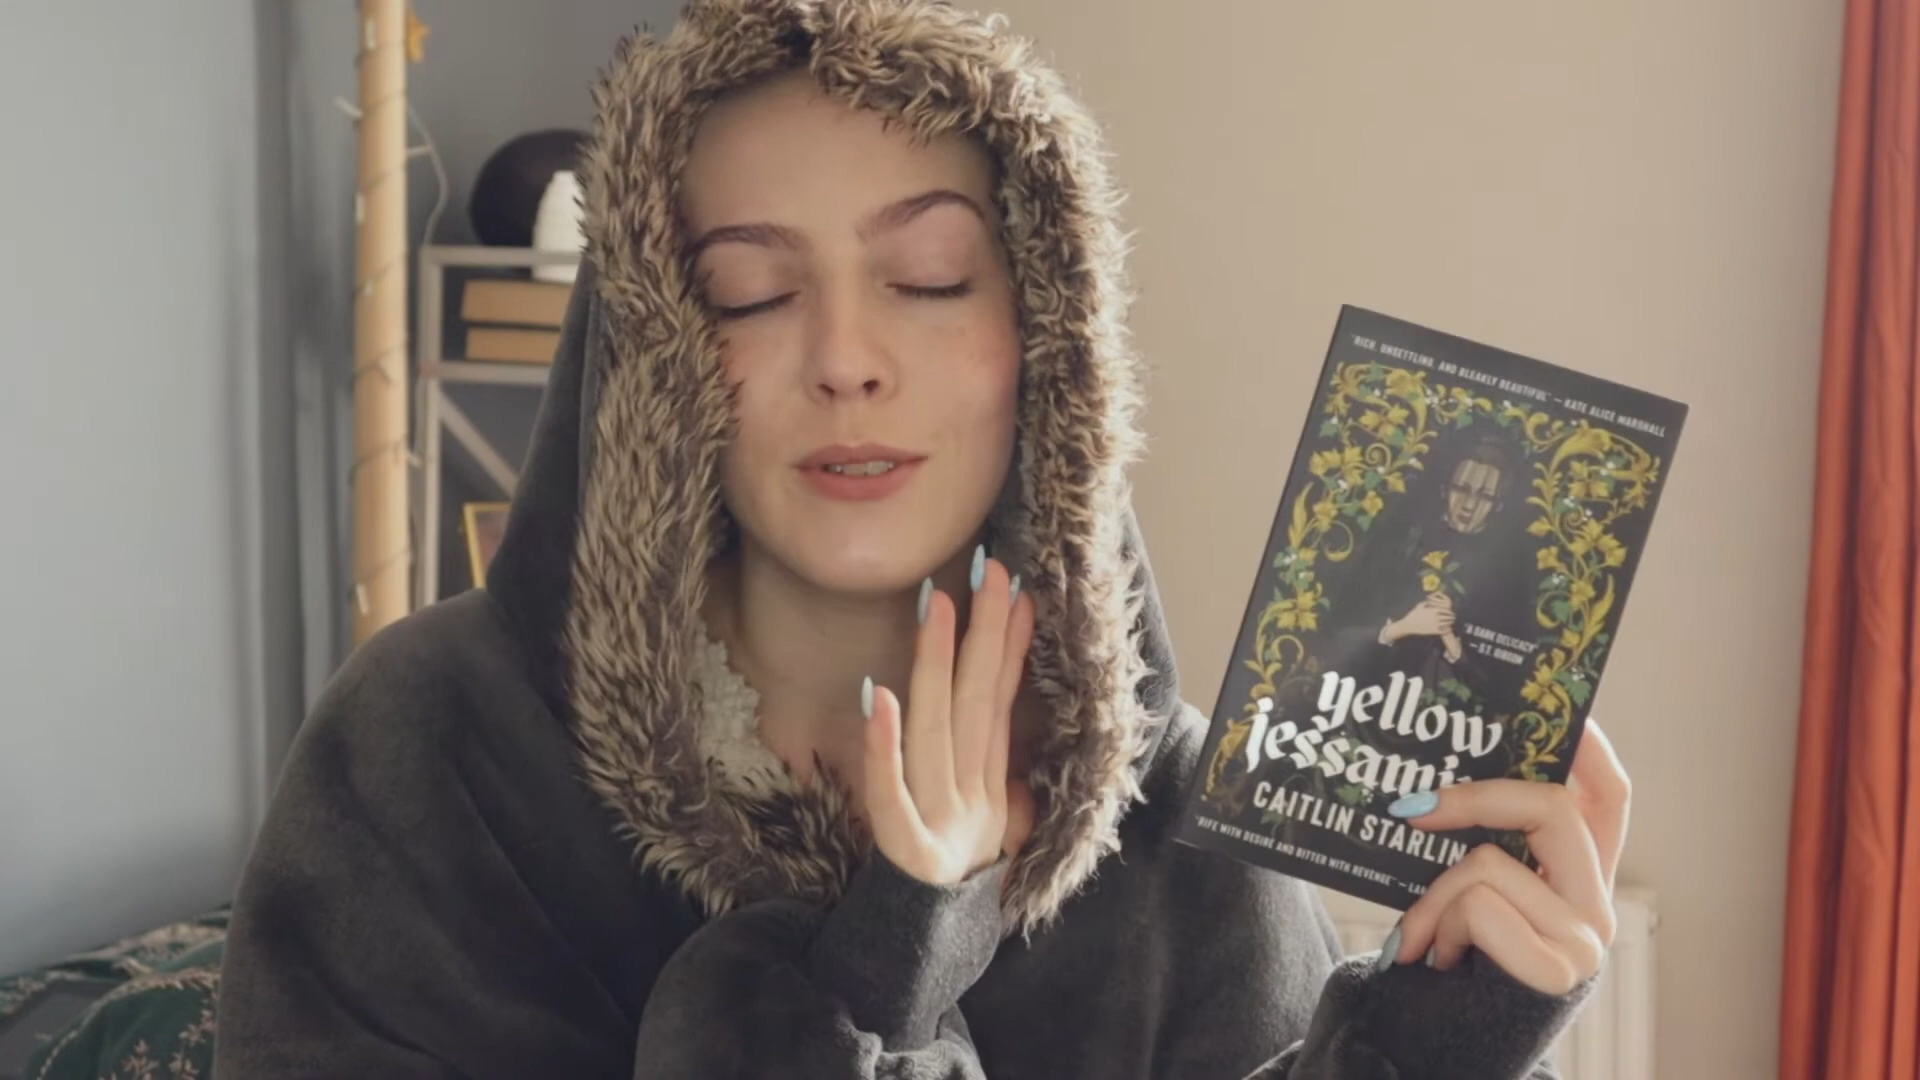 "RICH, UNSETTLING, AND BLEAKLY BEAUTIFUL" — KATE ALICE MARSHALL
"A DARK DELICACY"
— S.T. GIBSON
yellow
jessami
CAITLIN STARLIN
"RIFE WITH DESIRE AND BITTER WITH REVENGE" —